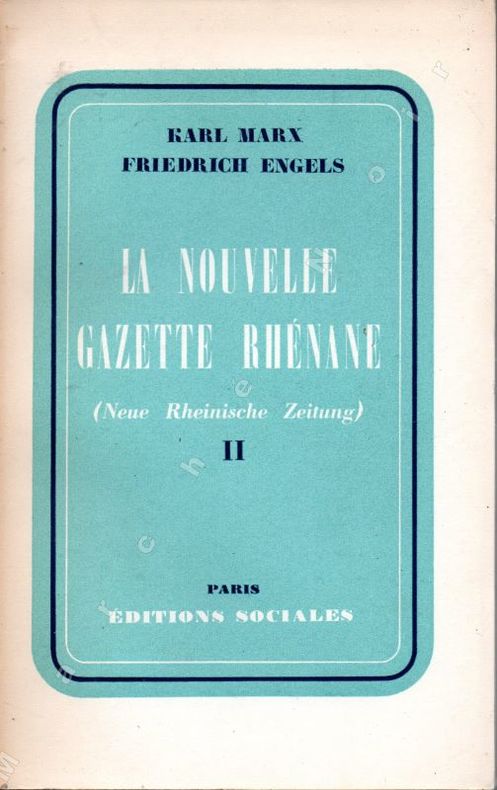 KARL MARX
FRIEDRICH ENGELS
LA NOUVELLE
GAZETTE RHÉNANE
(Neue Rheinische Zeitung)
II
PARIS
ÉDITIONS SOCIALES